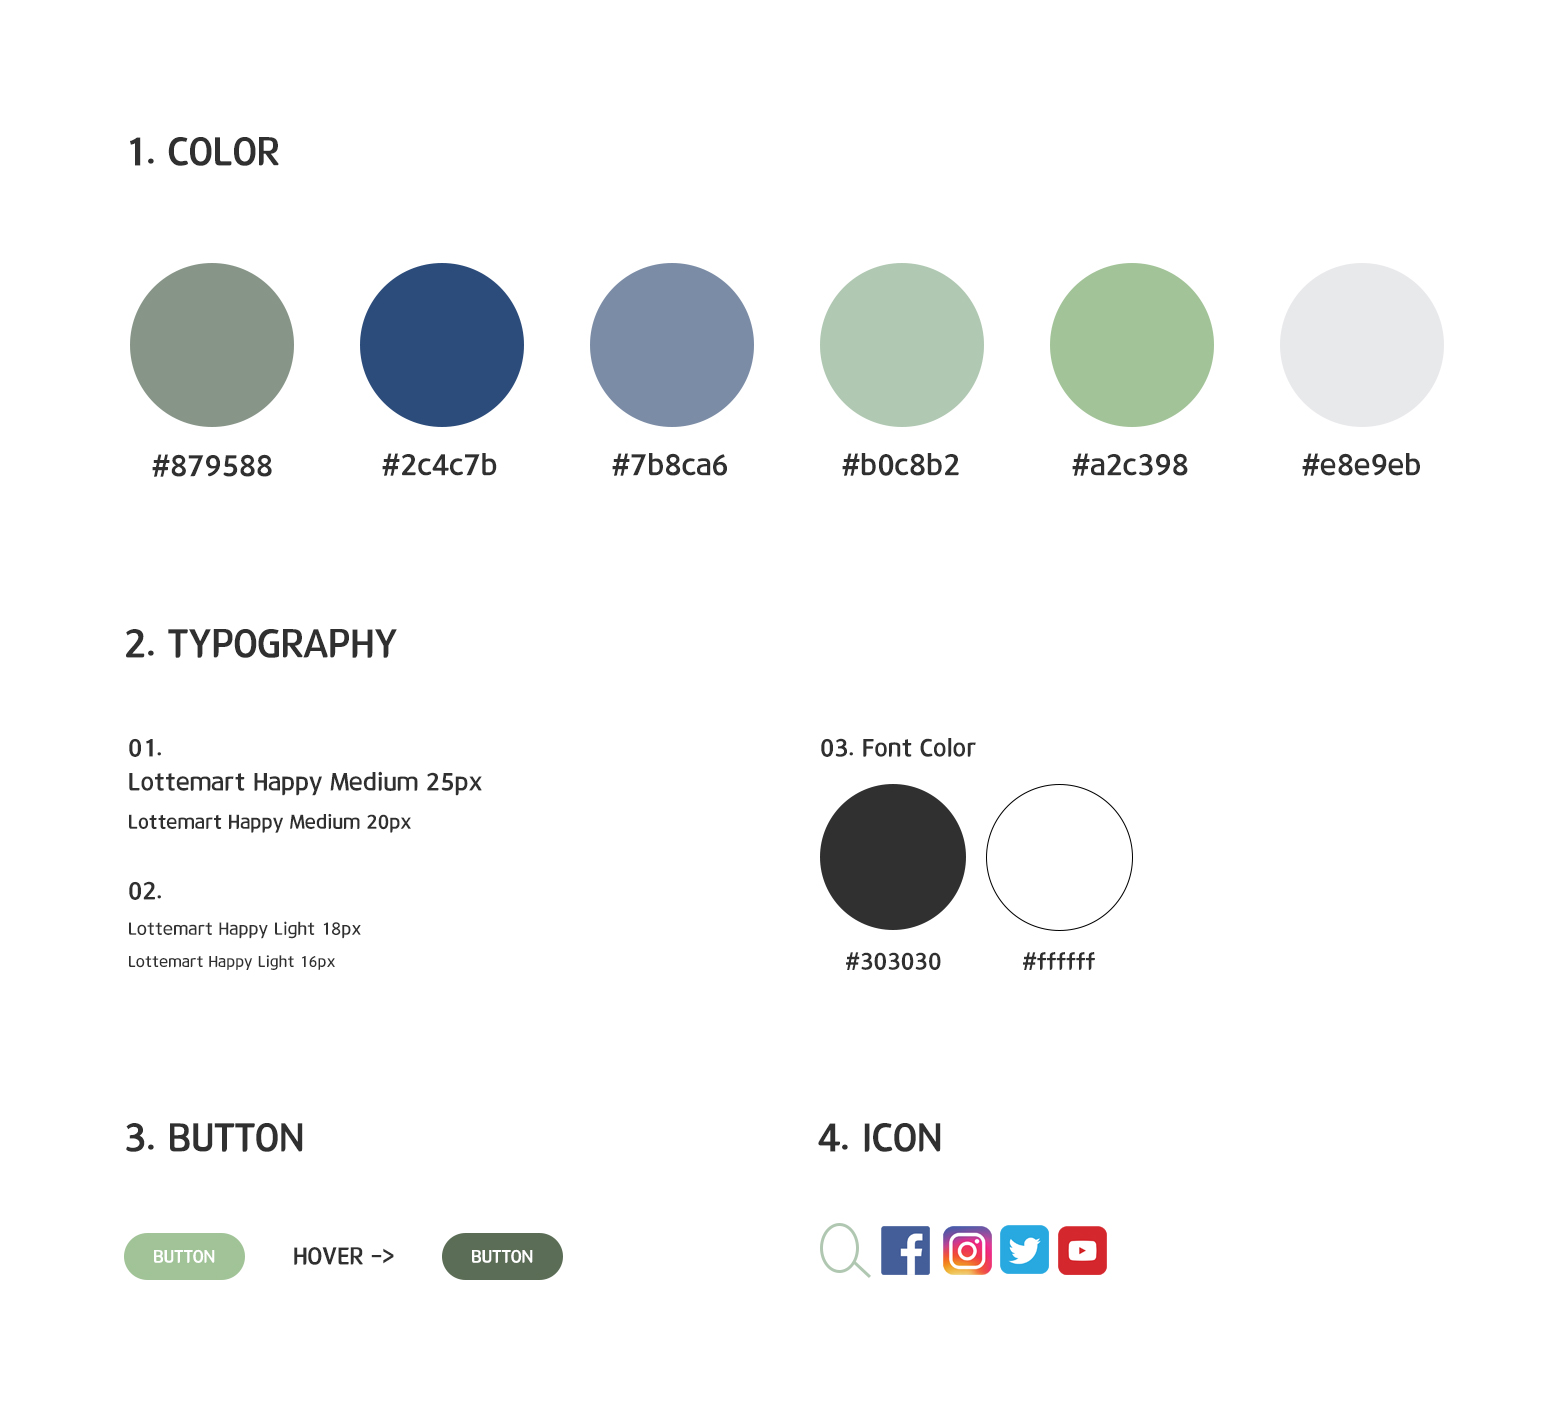 1. COLOR
#879588
#2c4c7b
#7b8ca6
#b0c8b2
#a2c398
#e8e9eb
2. TYPOGRAPHY
01.
Lottemart Happy Medium 25px
Lottemart Happy Medium 20px
02.
Lottemart Happy Light 18px
Lottemart Happy Light 16px
03. Font Color
#303030
#ffffff
3. BUTTON
BUTTON
HOVER ->
BUTTON
4. ICON